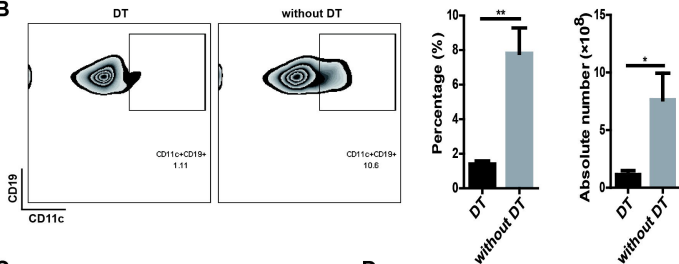 B
DT
without DT
CD11c+CD19+
1.11
CD11c+CD19+
10.6
CD19
CD11c
Percentage (%)
10
8
6
4
2
0
**
DT
without DT
Absolute number (×10⁸)
15
10
5
0
*
DT
without DT